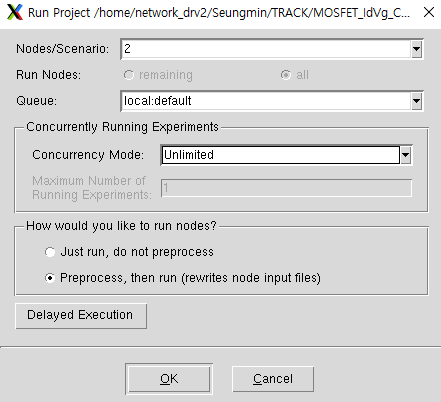 Run Project /home/network_drv2/Seungmin/TRACK/MOSFET_IdVg_C...
Nodes/Scenario: 2
Run Nodes: remaining all
Queue: local:default
Concurrently Running Experiments
Concurrency Mode: Unlimited
Maximum Number of
Running Experiments: 1
How would you like to run nodes?
Just run, do not preprocess
Preprocess, then run (rewrites node input files)
Delayed Execution
OK Cancel